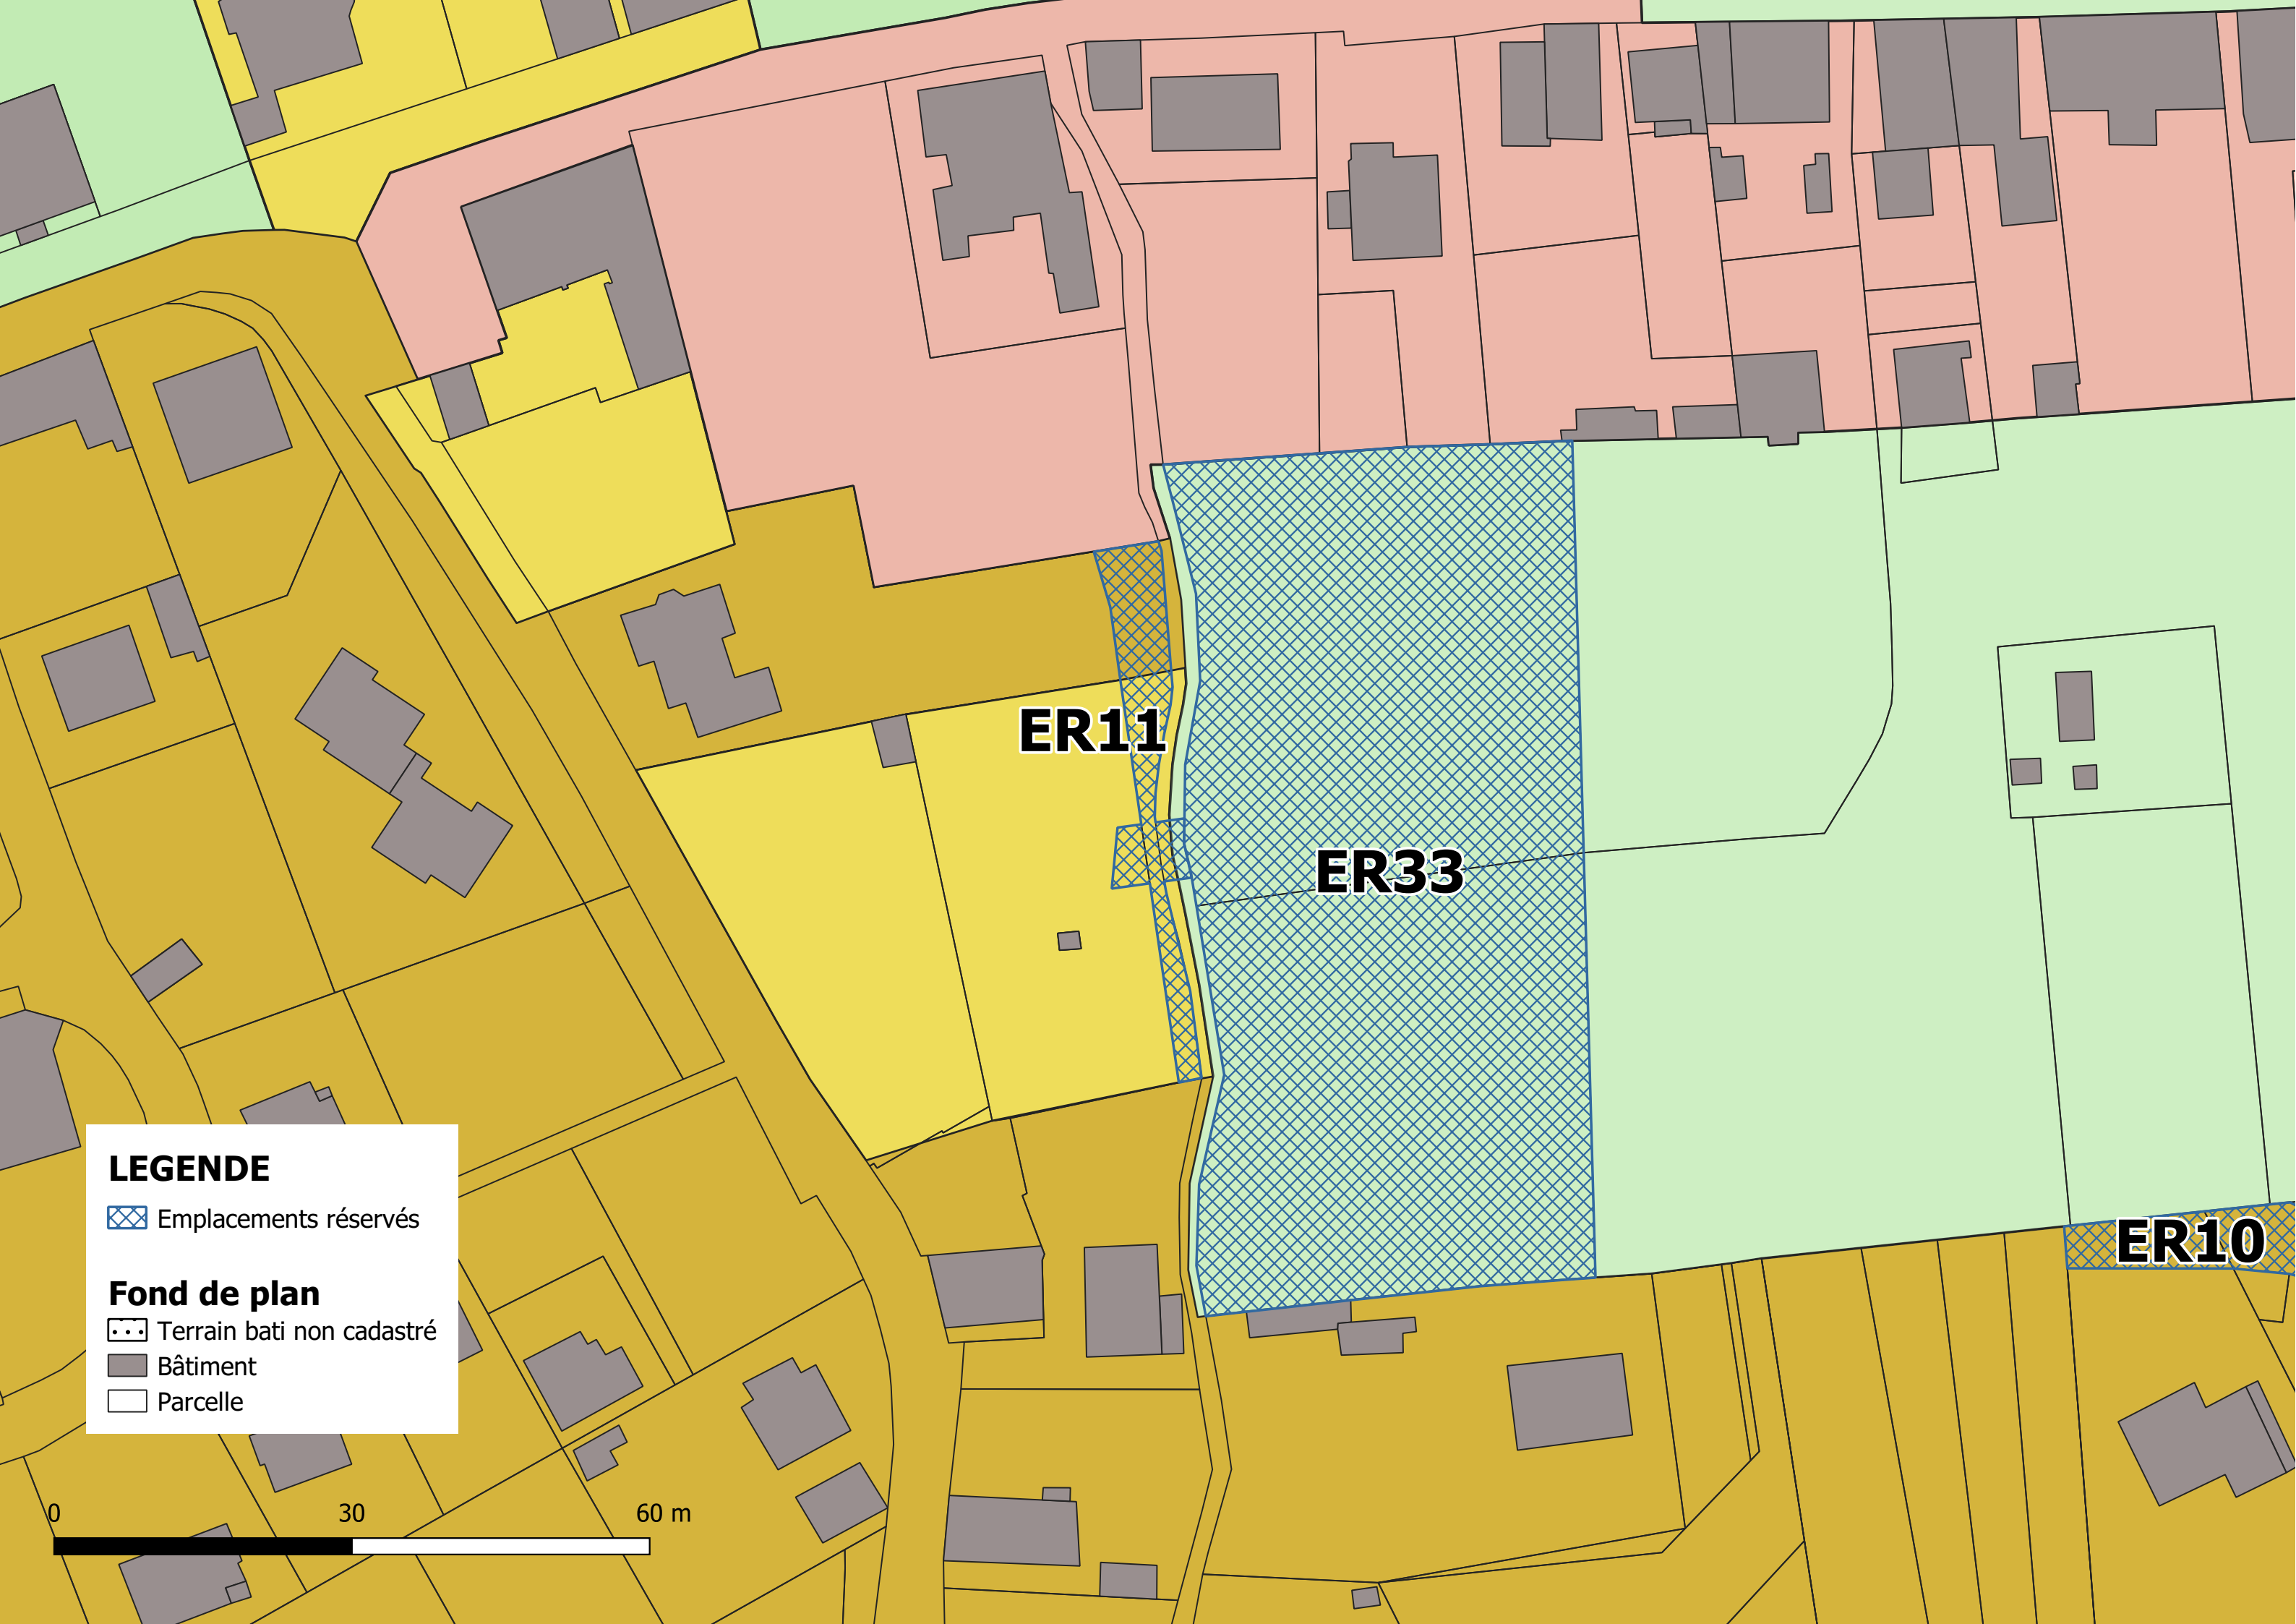 ER11
ER33
ER10
LEGENDE
Emplacements réservés
Fond de plan
Terrain bati non cadastré
Bâtiment
Parcelle
0 30 60 m